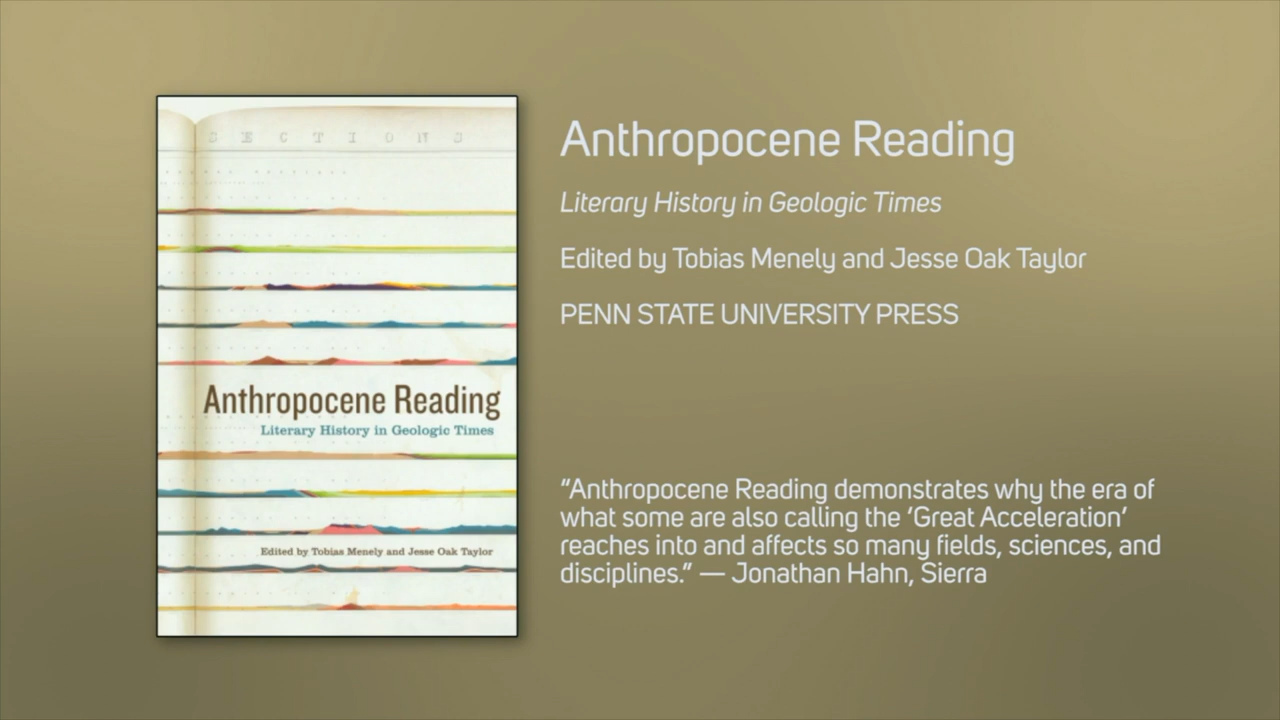 SECTIONS
Anthropocene Reading
Literary History in Geologic Times
Edited by Tobias Menely and Jesse Oak Taylor
Anthropocene Reading
Literary History in Geologic Times
Edited by Tobias Menely and Jesse Oak Taylor
PENN STATE UNIVERSITY PRESS
“Anthropocene Reading demonstrates why the era of
what some are also calling the ‘Great Acceleration’
reaches into and affects so many fields, sciences, and
disciplines.” — Jonathan Hahn, Sierra